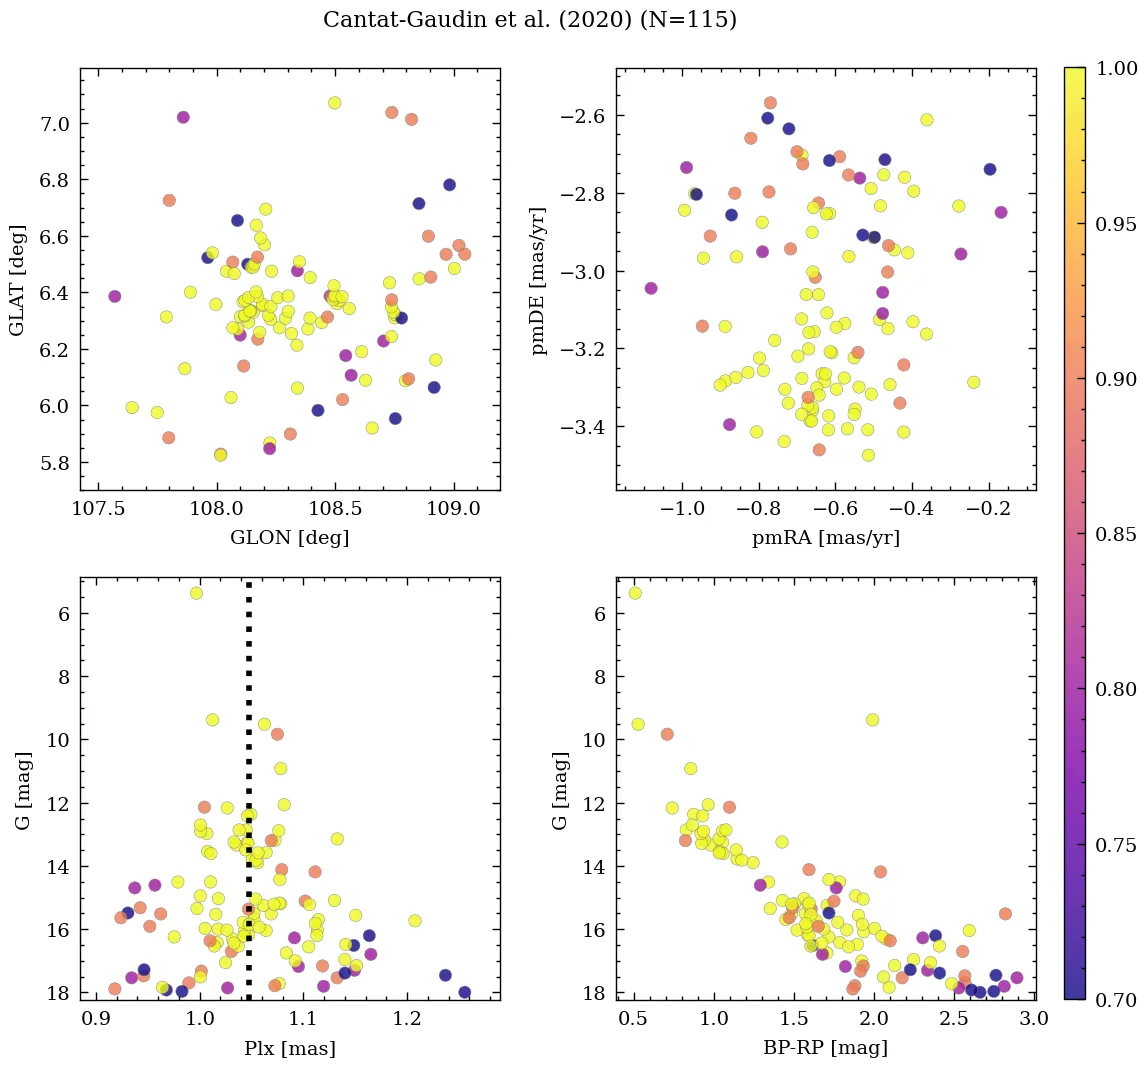 Cantat-Gaudin et al. (2020) (N=115)
7.0
6.8
6.6
6.4
6.2
6.0
5.8
GLAT [deg]
107.5 108.0 108.5 109.0
GLON [deg]
−2.6
−2.8
−3.0
−3.2
−3.4
pmDE [mas/yr]
−1.0 −0.8 −0.6 −0.4 −0.2
pmRA [mas/yr]
6
8
10
12
14
16
18
G [mag]
0.9 1.0 1.1 1.2
Plx [mas]
6
8
10
12
14
16
18
G [mag]
0.5 1.0 1.5 2.0 2.5 3.0
BP-RP [mag]
1.00
0.95
0.90
0.85
0.80
0.75
0.70